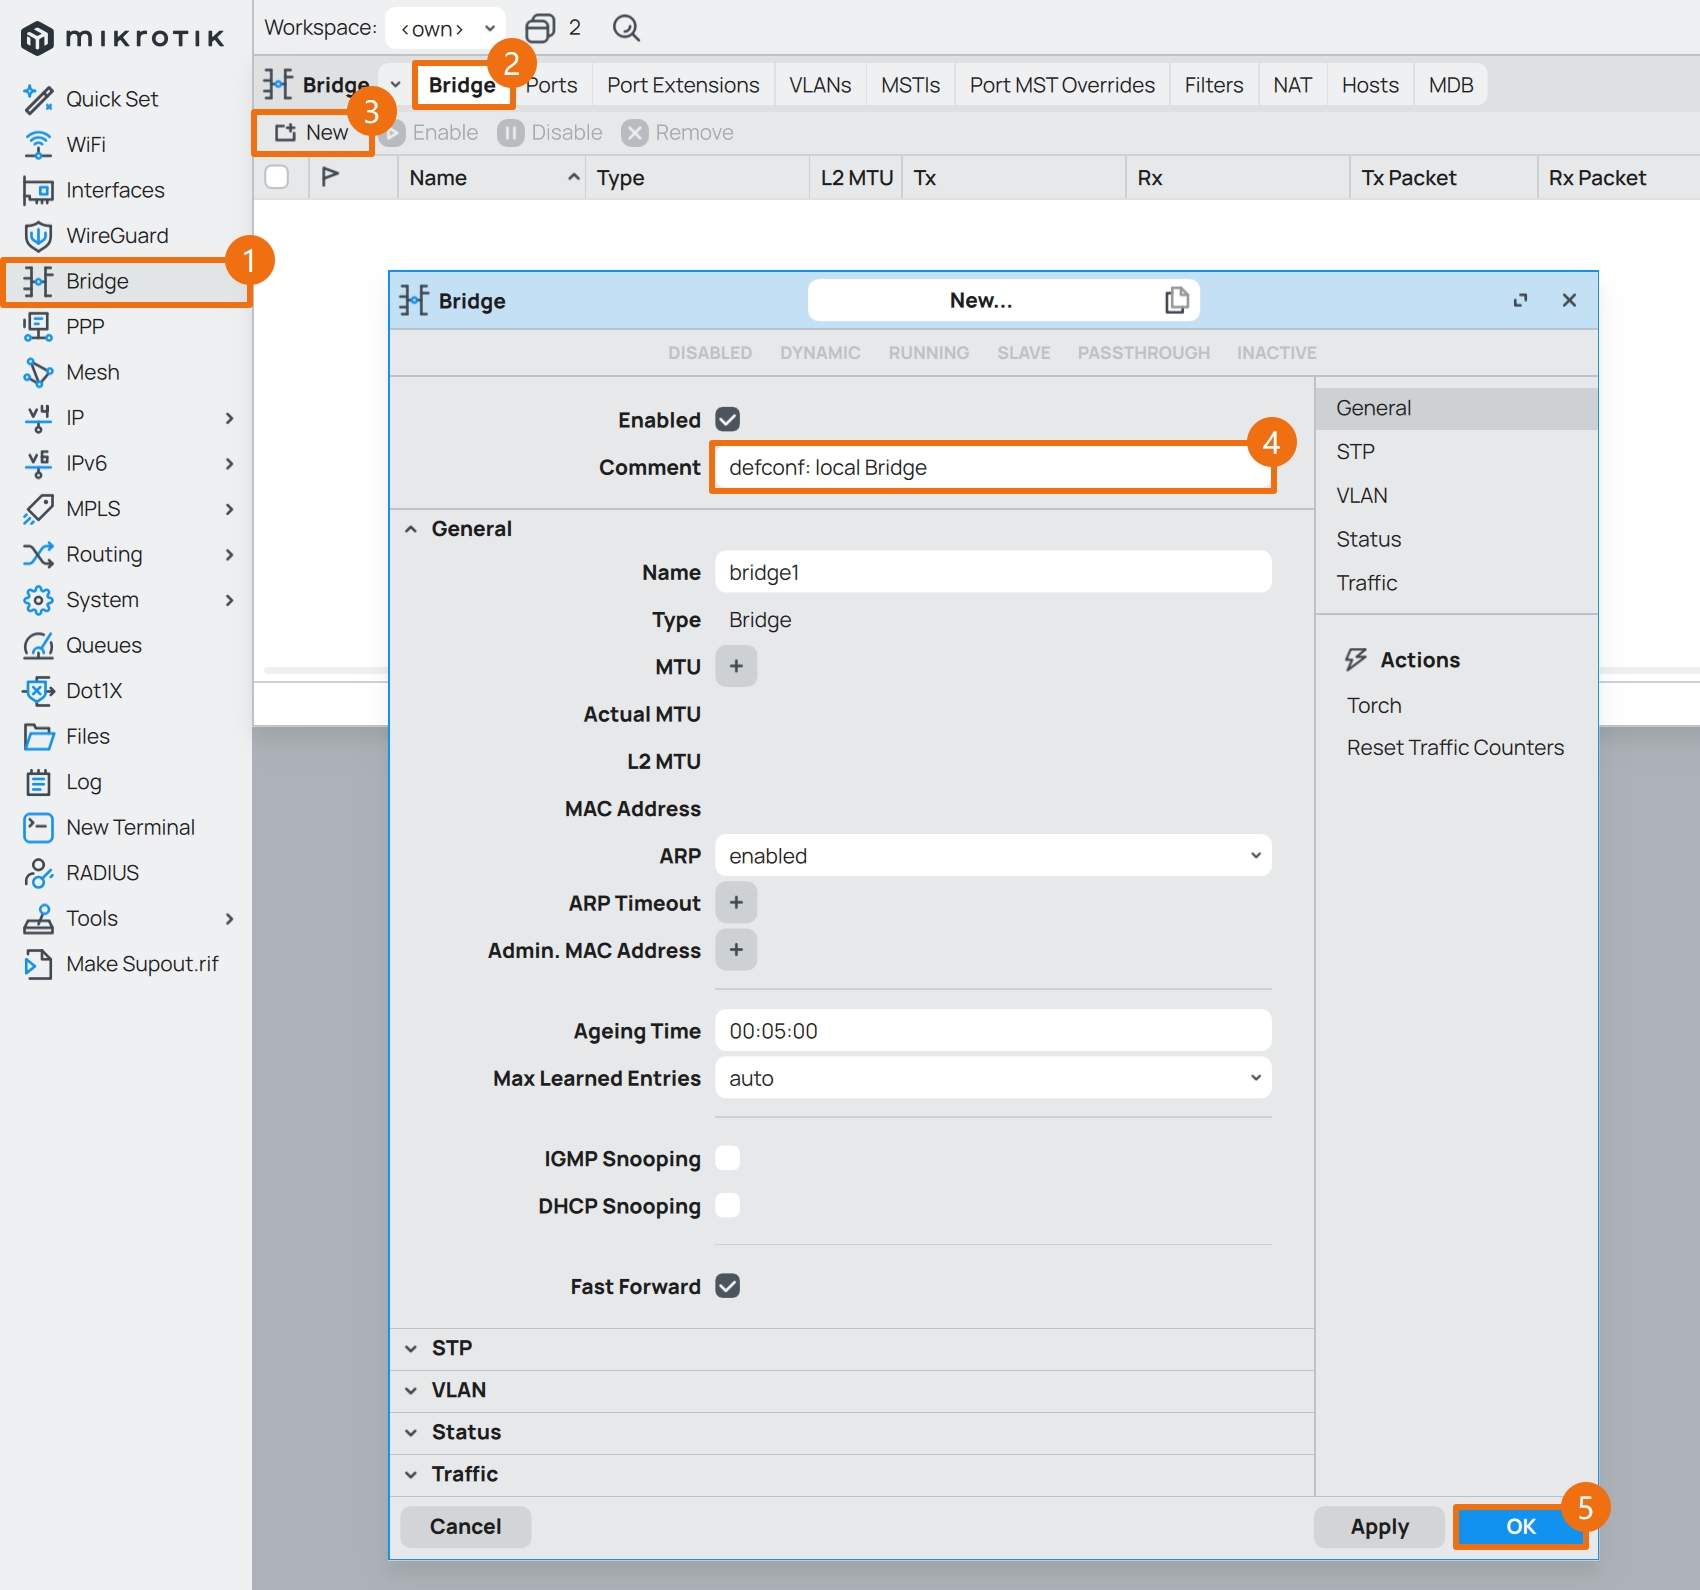 mikrotik
Quick Set
WiFi
Interfaces
WireGuard
1
Bridge
PPP
Mesh
v4 IP
v6 IPv6
MPLS
Routing
System
Queues
Dot1X
Files
Log
New Terminal
RADIUS
Tools
Make Supout.rif
Workspace: <own> 2
Bridge Bridge 2 Ports Port Extensions VLANs MSTIs Port MST Overrides Filters NAT Hosts MDB
New 3 Enable Disable Remove
Name Type L2 MTU Tx Rx Tx Packet Rx Packet
Bridge New...
DISABLED DYNAMIC RUNNING SLAVE PASSTHROUGH INACTIVE
Enabled
Comment defconf: local Bridge 4
General
Name bridge1
Type Bridge
MTU +
Actual MTU
L2 MTU
MAC Address
ARP enabled
ARP Timeout +
Admin. MAC Address +
Ageing Time 00:05:00
Max Learned Entries auto
IGMP Snooping
DHCP Snooping
Fast Forward
STP
VLAN
Status
Traffic
General
STP
VLAN
Status
Traffic
Actions
Torch
Reset Traffic Counters
Cancel Apply OK 5